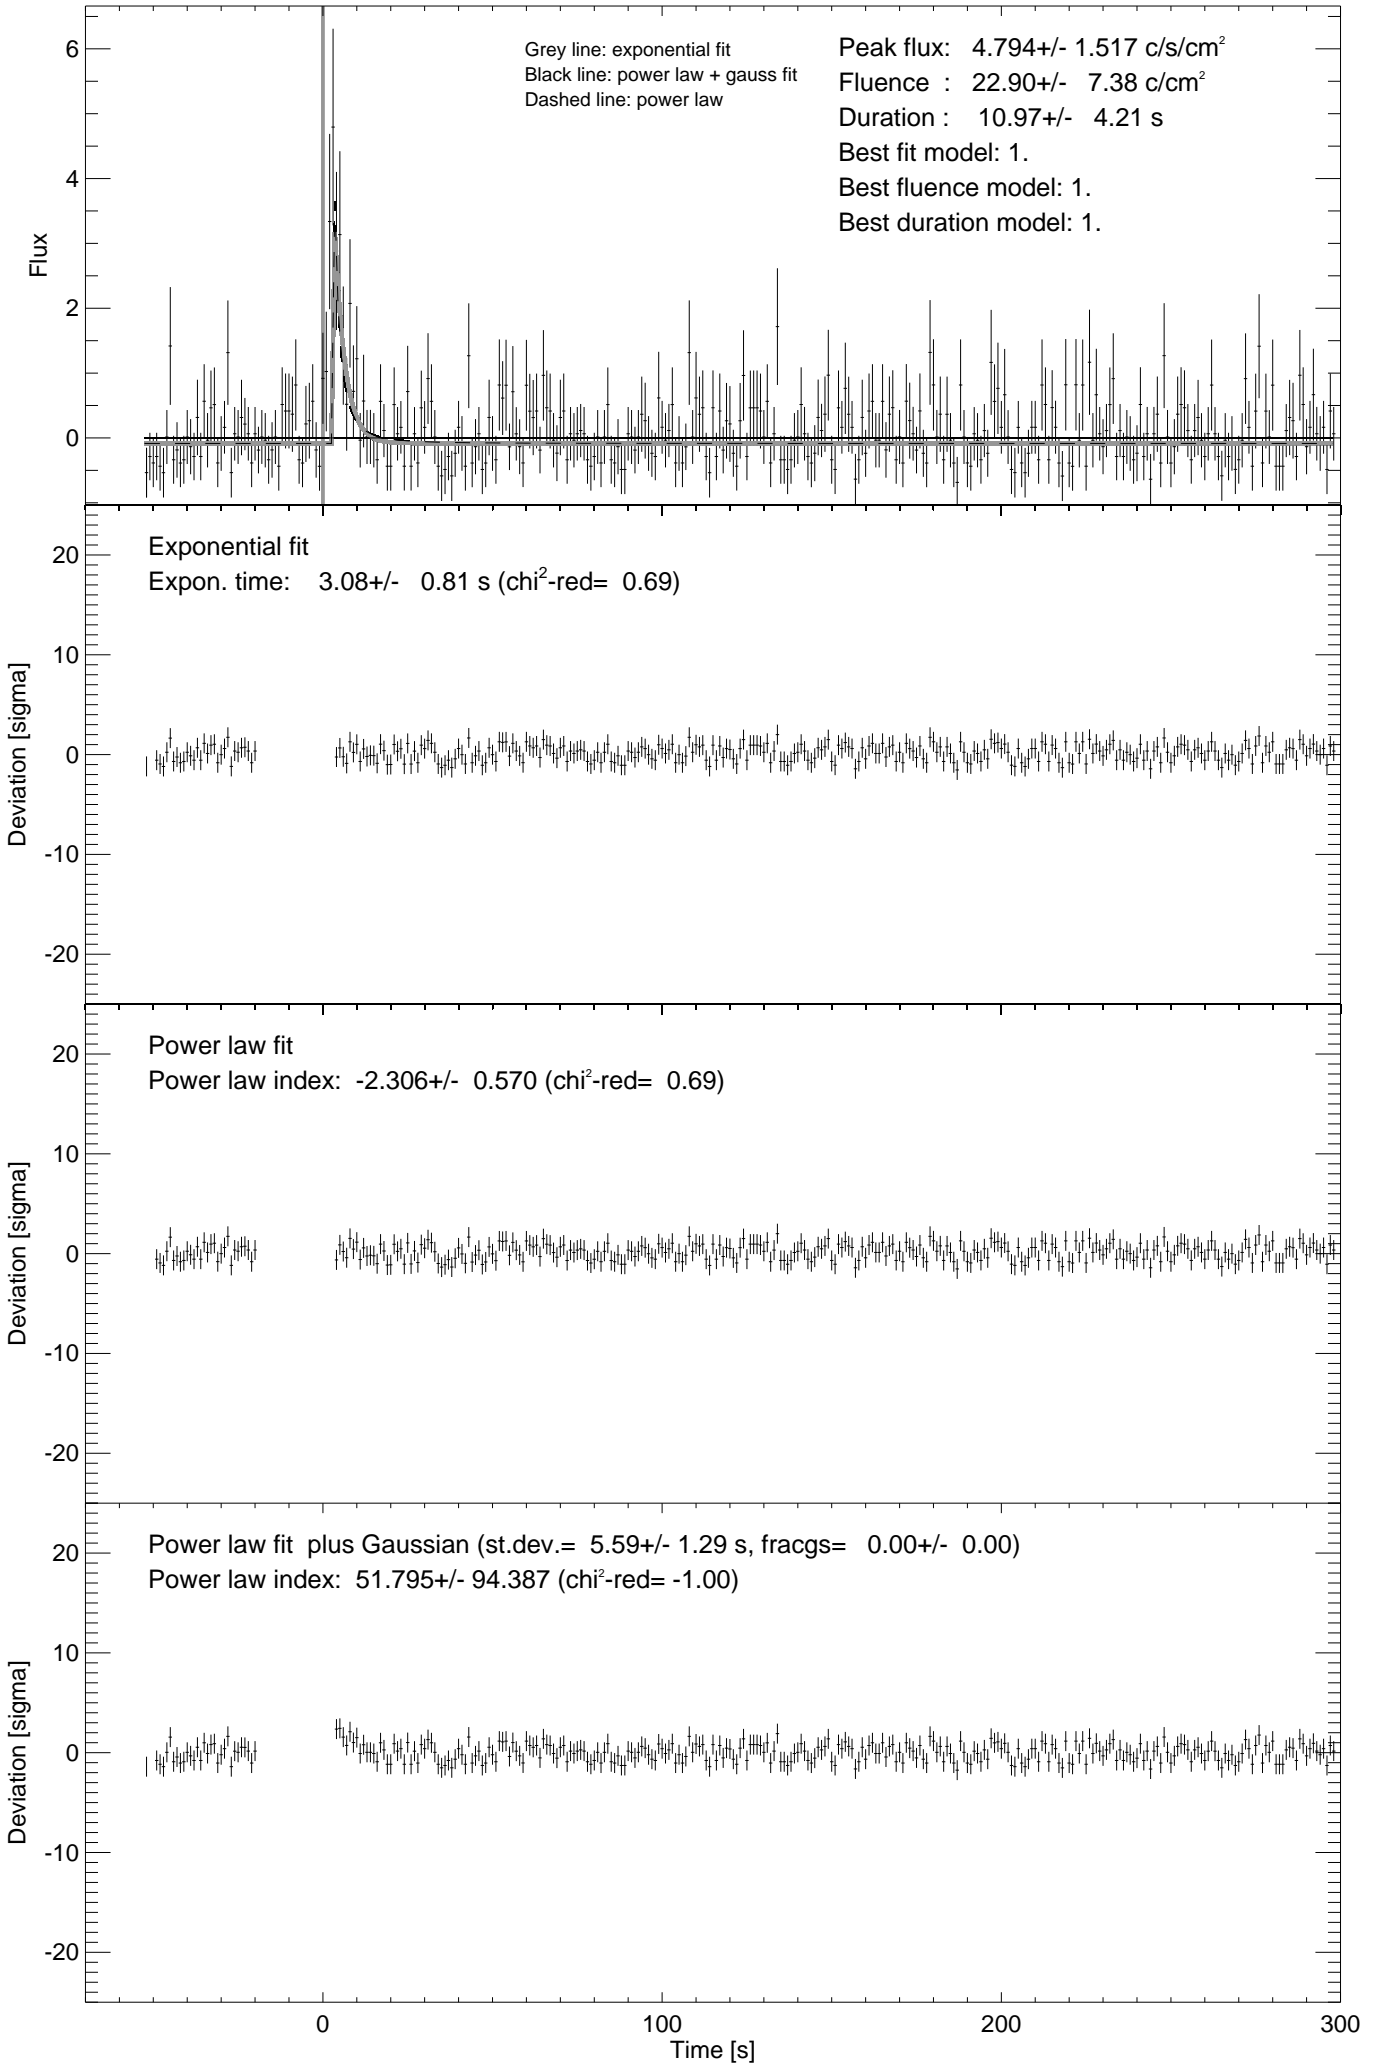 Grey line: exponential fit
Black line: power law + gauss fit
Dashed line: power law
Peak flux: 4.794+/- 1.517 c/s/cm²
Fluence : 22.90+/- 7.38 c/cm²
Duration : 10.97+/- 4.21 s
Best fit model: 1.
Best fluence model: 1.
Best duration model: 1.
Flux
6
4
2
0
Exponential fit
Expon. time: 3.08+/- 0.81 s (chi²-red= 0.69)
Deviation [sigma]
20
10
0
-10
-20
Power law fit
Power law index: -2.306+/- 0.570 (chi²-red= 0.69)
Deviation [sigma]
20
10
0
-10
-20
Power law fit plus Gaussian (st.dev.= 5.59+/- 1.29 s, fracgs= 0.00+/- 0.00)
Power law index: 51.795+/- 94.387 (chi²-red= -1.00)
Deviation [sigma]
20
10
0
-10
-20
0 100 200 300
Time [s]